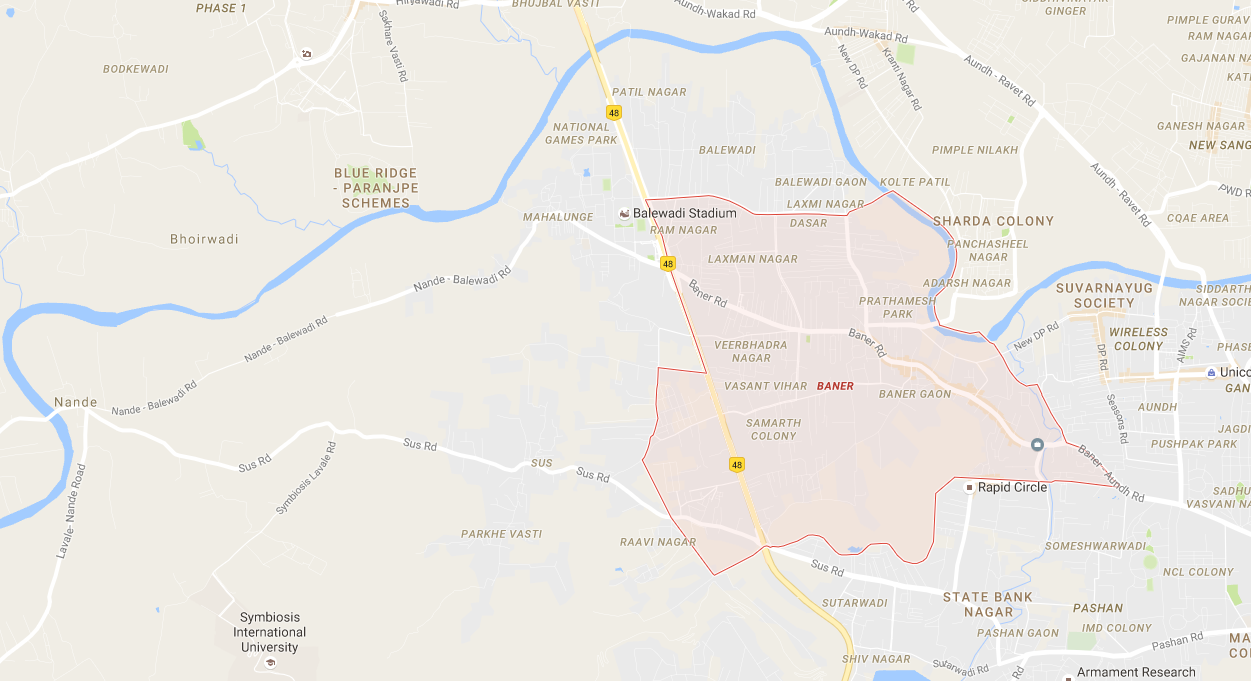 PHASE 1
Hinjawadi Rd
BHUJBAL VASTI
Aundh-Wakad Rd
SIDDHIVINAYAK
GINGER
Sakhare Vasti Rd
Aundh-Wakad Rd
New DP Rd
Kranti Nagar Rd
PIMPLE GURAV
RAM NAGAR
GAJANAN NA
KATE
BODKEWADI
Aundh - Ravet Rd
PATIL NAGAR
48
NATIONAL
GAMES PARK
BALEWADI
PIMPLE NILAKH
GANESH NAGAR
NEW SANG
BLUE RIDGE
- PARANJPE
SCHEMES
BALEWADI GAON
KOLTE PATIL
Aundh - Ravet Rd
PWD R
LAXMI NAGAR
MAHALUNGE
Balewadi Stadium
RAM NAGAR
DASAR
SHARDA COLONY
CQAE AREA
Bhoirwadi
PANCHASHEEL
NAGAR
LAXMAN NAGAR
48
Nande - Balewadi Rd
Baner Rd
ADARSH NAGAR
PRATHAMESH
PARK
SUVARNAYUG
SOCIETY
SIDDARTH
NAGAR SOCIE
Nande - Balewadi Rd
VEERBHADRA
NAGAR
Baner Rd
New DP Rd
DP Rd
WIRELESS
COLONY
AIMS Rd
PHASE
Nande - Balewadi Rd
VASANT VIHAR
BANER
BANER GAON
Unico
GAN
Nande
SAMARTH
COLONY
Seasons Rd
AUNDH
JAGDI
PUSHPAK PARK
Sus Rd
Sus Rd
SUS
Sus Rd
48
Baner - Aundh Rd
Symbiosis Lavale Rd
Rapid Circle
SADHU
VASVANI NA
Lavale- Nande Road
PARKHE VASTI
RAAVI NAGAR
SOMESHWARWADI
Sus Rd
NCL COLONY
STATE BANK
NAGAR
SUTARWADI
PASHAN
Symbiosis
International
University
PASHAN GAON
IMD COLONY
Pashan Rd
MA
CO
SHIV NAGAR
Sutarwadi Rd
Rd
Armament Research